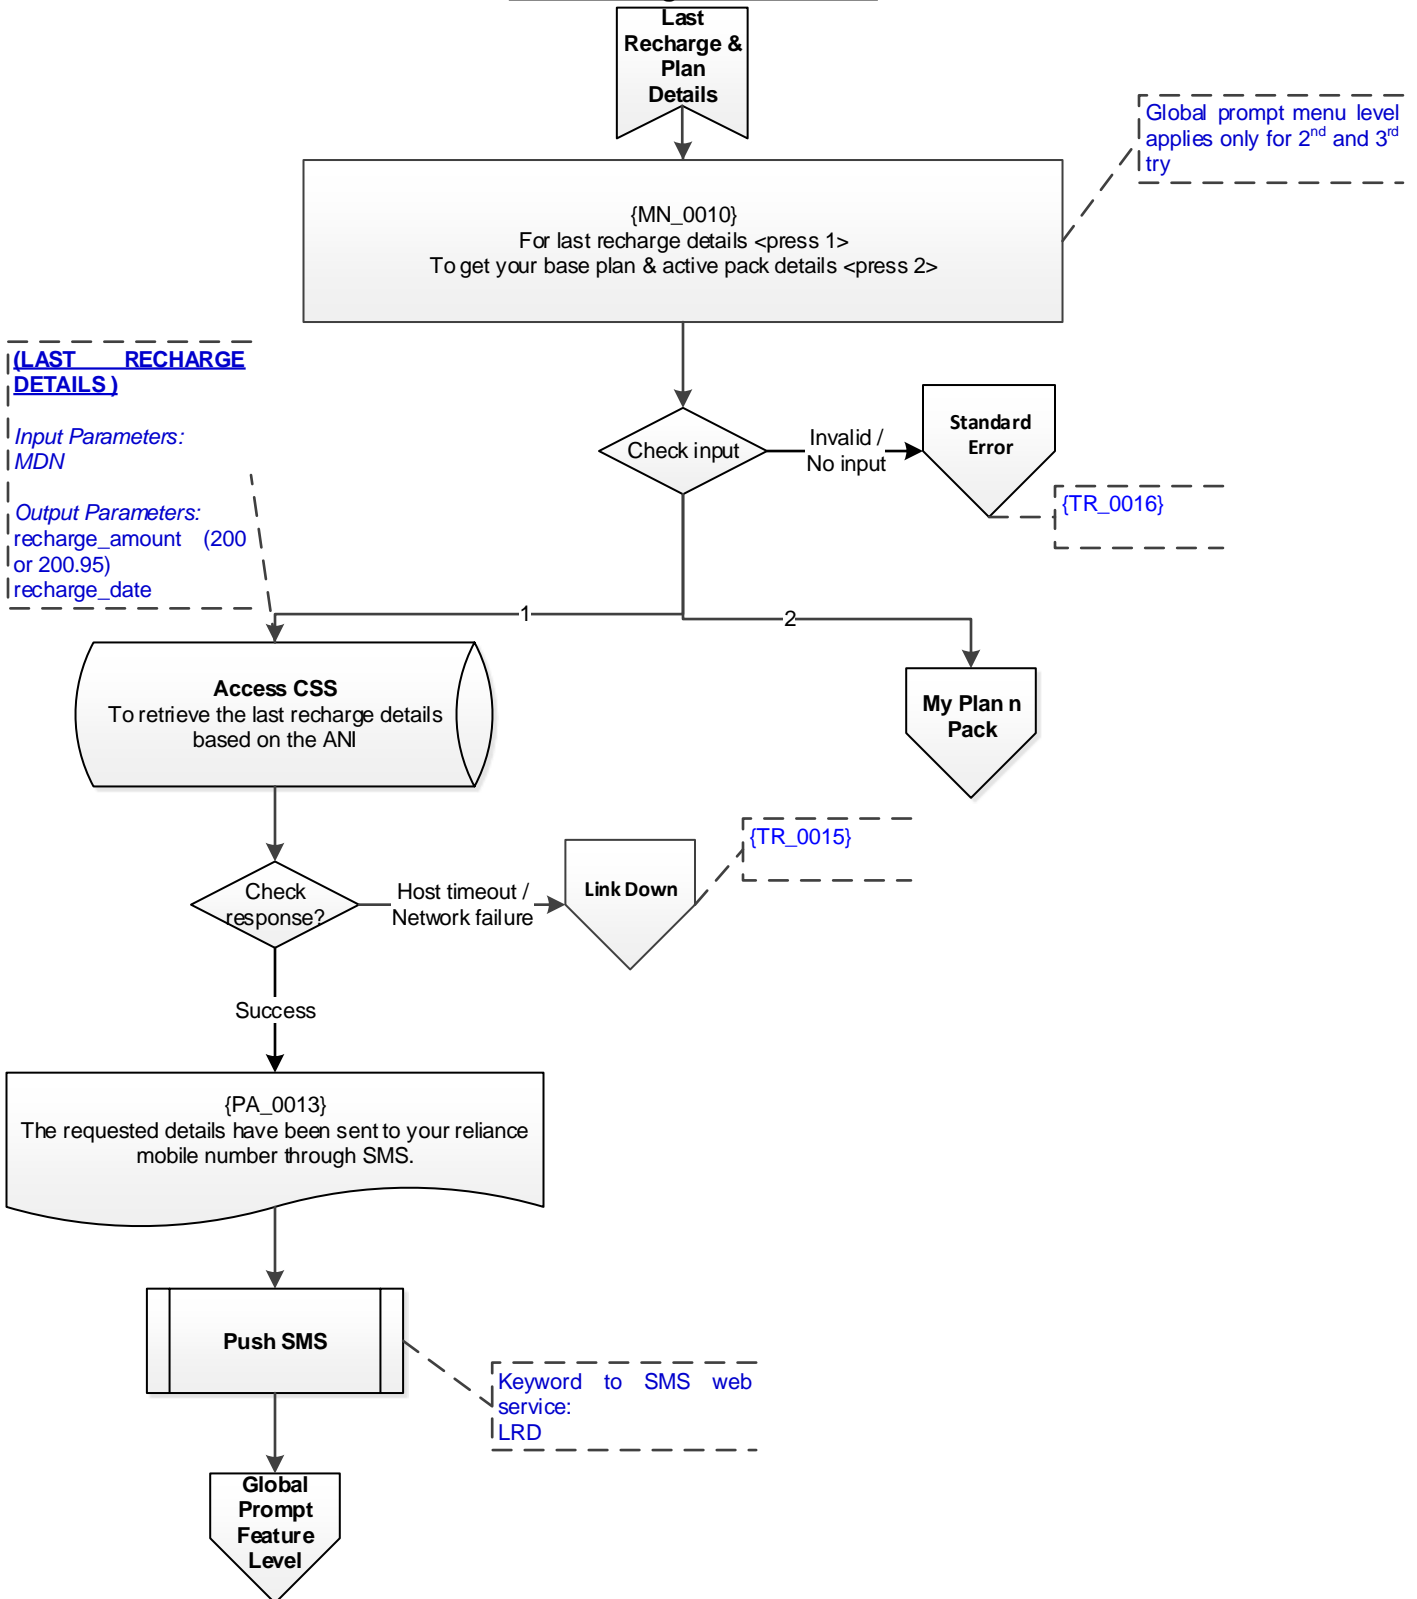 Last
Recharge &
Plan
Details
Global prompt menu level
applies only for 2nd and 3rd
try
{MN_0010}
For last recharge details <press 1>
To get your base plan & active pack details <press 2>
(LAST RECHARGE
DETAILS )
Input Parameters:
MDN
Output Parameters:
recharge_amount (200
or 200.95)
recharge_date
Check input
Invalid /
No input
Standard
Error
{TR_0016}
1
2
Access CSS
To retrieve the last recharge details
based on the ANI
My Plan n
Pack
Check
response?
Host timeout /
Network failure
Link Down
{TR_0015}
Success
{PA_0013}
The requested details have been sent to your reliance
mobile number through SMS.
Push SMS
Keyword to SMS web
service:
LRD
Global
Prompt
Feature
Level